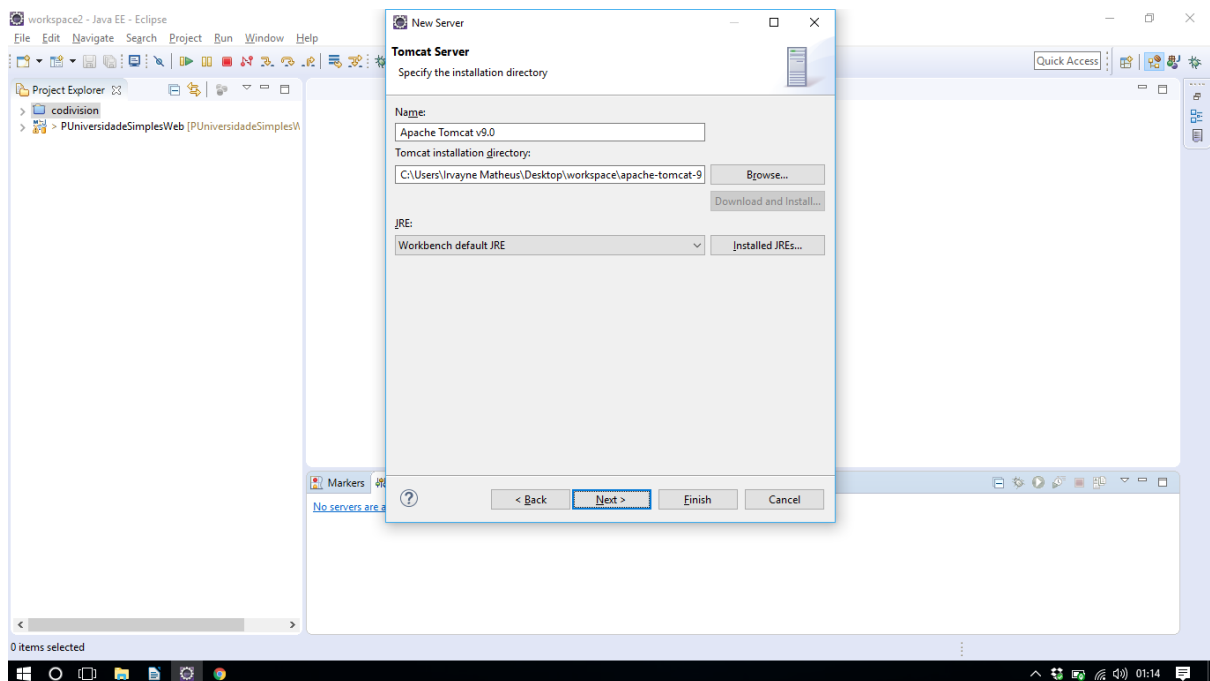 workspace2 - Java EE - Eclipse
File Edit Navigate Search Project Run Window Help
Quick Access
Project Explorer
codivision
> PUniversidadeSimplesWeb [PUniversidadeSimplesW
New Server
Tomcat Server
Specify the installation directory
Name:
Apache Tomcat v9.0
Tomcat installation directory:
C:\Users\Irvayne Matheus\Desktop\workspace\apache-tomcat-9
Browse...
Download and Install...
JRE:
Workbench default JRE
Installed JREs...
< Back Next > Finish Cancel
Markers
No servers are a
0 items selected
01:14